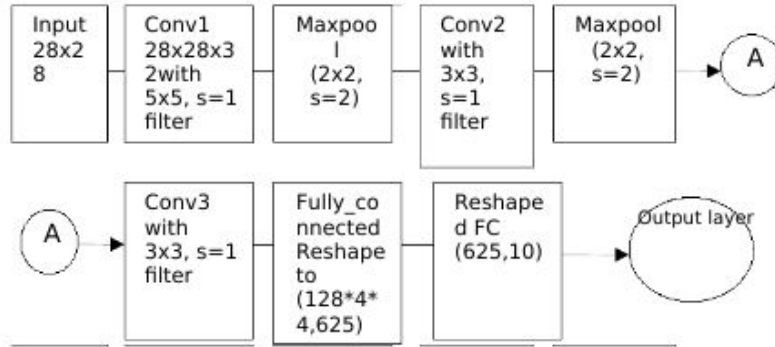 Input
28x2
8
Conv1
28x28x3
2with
5x5, s=1
filter
Maxpoo
l
(2x2,
s=2)
Conv2
with
3x3,
s=1
filter
Maxpool
(2x2,
s=2)
A
A
Conv3
with
3x3, s=1
filter
Fully_co
nnected
Reshape
to
(128*4*
4,625)
Reshape
d FC
(625,10)
Output layer